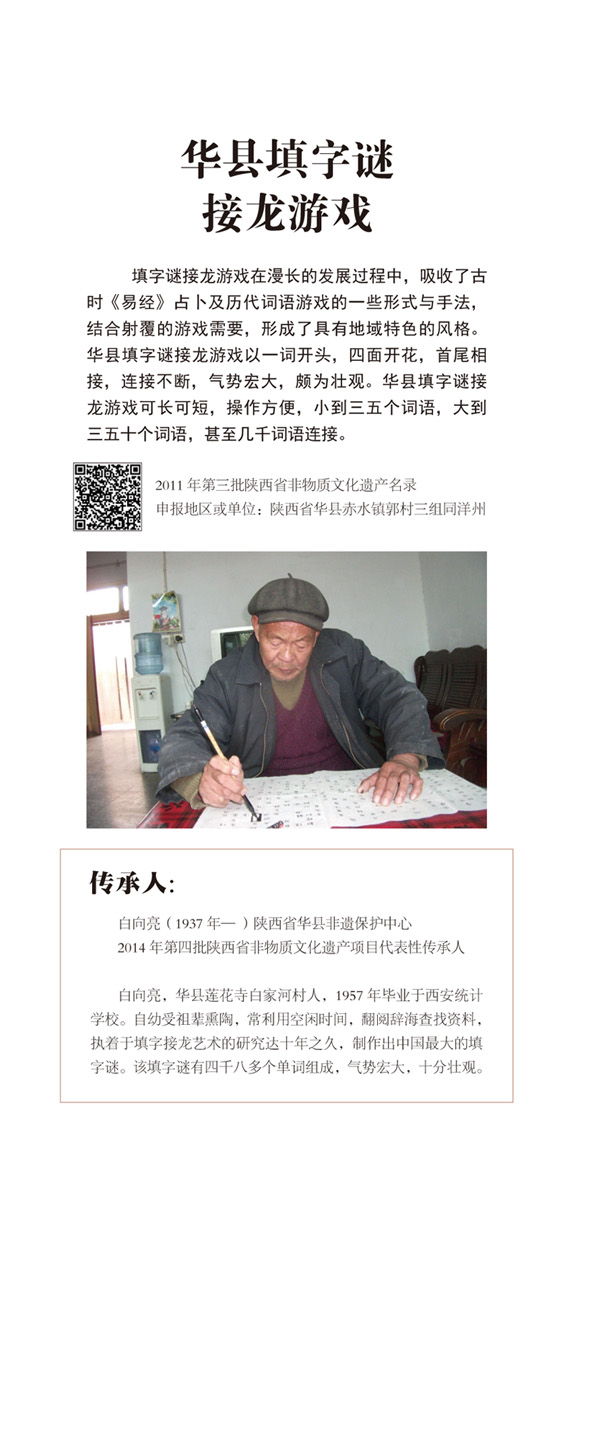 华县填字谜
接龙游戏
填字谜接龙游戏在漫长的发展过程中，吸收了古
时《易经》占卜及历代词语游戏的一些形式与手法，
结合射覆的游戏需要，形成了具有地域特色的风格。
华县填字谜接龙游戏以一词开头，四面开花，首尾相
接，连接不断，气势宏大，颇为壮观。华县填字谜接
龙游戏可长可短，操作方便，小到三五个词语，大到
三五十个词语，甚至几千词语连接。
2011 年第三批陕西省非物质文化遗产名录
申报地区或单位：陕西省华县赤水镇郭村三组同洋州
传承人：
白向亮（1937 年— ）陕西省华县非遗保护中心
2014 年第四批陕西省非物质文化遗产项目代表性传承人
白向亮，华县莲花寺白家河村人，1957 年毕业于西安统计
学校。自幼受祖辈熏陶，常利用空闲时间，翻阅辞海查找资料，
执着于填字接龙艺术的研究达十年之久，制作出中国最大的填
字谜。该填字谜有四千八多个单词组成，气势宏大，十分壮观。